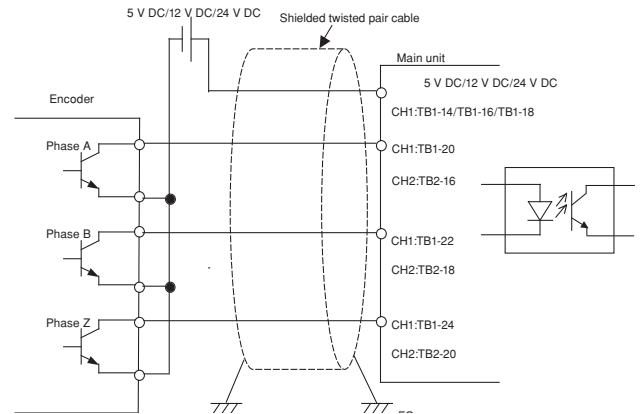 5 V DC/12 V DC/24 V DC
Shielded twisted pair cable
Main unit
5 V DC/12 V DC/24 V DC
Encoder
CH1:TB1-14/TB1-16/TB1-18
Phase A
CH1:TB1-20
CH2:TB2-16
Phase B
CH1:TB1-22
CH2:TB2-18
Phase Z
CH1:TB1-24
CH2:TB2-20